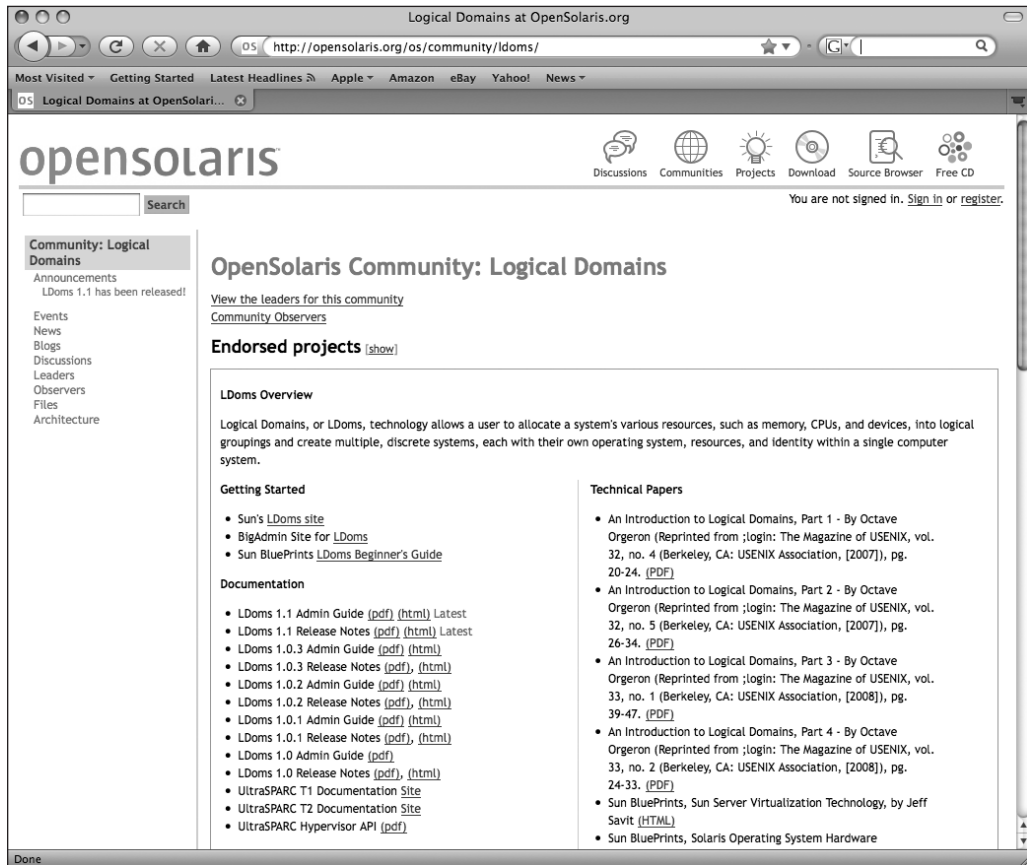 Logical Domains at OpenSolaris.org
OS http://opensolaris.org/os/community/ldoms/
G
Most Visited Getting Started Latest Headlines Apple Amazon eBay Yahoo! News
OS Logical Domains at OpenSolari...
opensolaris
Discussions Communities Projects Download Source Browser Free CD
Search
You are not signed in. Sign in or register.
Community: Logical
Domains
Announcements
LDoms 1.1 has been released!
Events
News
Blogs
Discussions
Leaders
Observers
Files
Architecture
OpenSolaris Community: Logical Domains
View the leaders for this community
Community Observers
Endorsed projects [show]
LDoms Overview
Logical Domains, or LDoms, technology allows a user to allocate a system's various resources, such as memory, CPUs, and devices, into logical
groupings and create multiple, discrete systems, each with their own operating system, resources, and identity within a single computer
system.
Getting Started
• Sun's LDoms site
• BigAdmin Site for LDoms
• Sun BluePrints LDoms Beginner's Guide
Documentation
• LDoms 1.1 Admin Guide (pdf) (html) Latest
• LDoms 1.1 Release Notes (pdf) (html) Latest
• LDoms 1.0.3 Admin Guide (pdf) (html)
• LDoms 1.0.3 Release Notes (pdf), (html)
• LDoms 1.0.2 Admin Guide (pdf) (html)
• LDoms 1.0.2 Release Notes (pdf), (html)
• LDoms 1.0.1 Admin Guide (pdf) (html)
• LDoms 1.0.1 Release Notes (pdf), (html)
• LDoms 1.0 Admin Guide (pdf)
• LDoms 1.0 Release Notes (pdf), (html)
• UltraSPARC T1 Documentation Site
• UltraSPARC T2 Documentation Site
• UltraSPARC Hypervisor API (pdf)
Technical Papers
• An Introduction to Logical Domains, Part 1 - By Octave
Orgeron (Reprinted from ;login: The Magazine of USENIX, vol.
32, no. 4 (Berkeley, CA: USENIX Association, [2007]), pg.
20-24. (PDF)
• An Introduction to Logical Domains, Part 2 - By Octave
Orgeron (Reprinted from ;login: The Magazine of USENIX, vol.
32, no. 5 (Berkeley, CA: USENIX Association, [2007]), pg.
26-34. (PDF)
• An Introduction to Logical Domains, Part 3 - By Octave
Orgeron (Reprinted from ;login: The Magazine of USENIX, vol.
33, no. 1 (Berkeley, CA: USENIX Association, [2008]), pg.
39-47. (PDF)
• An Introduction to Logical Domains, Part 4 - By Octave
Orgeron (Reprinted from ;login: The Magazine of USENIX, vol.
33, no. 2 (Berkeley, CA: USENIX Association, [2008]), pg.
24-33. (PDF)
• Sun BluePrints, Sun Server Virtualization Technology, by Jeff
Savit (HTML)
• Sun BluePrints, Solaris Operating System Hardware
Done